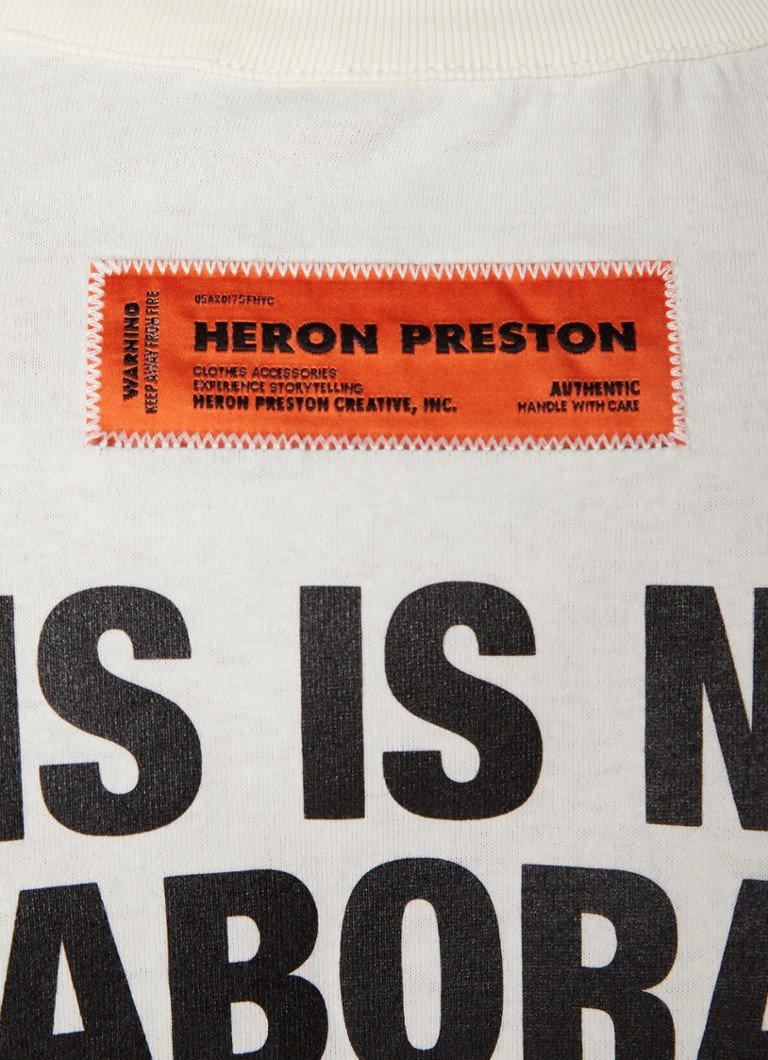 WARNING
KEEP AWAY FROM FIRE
USA20175FHYC
HERON PRESTON
CLOTHES ACCESSORIES
EXPERIENCE STORYTELLING
HERON PRESTON CREATIVE, INC.
AUTHENTIC
HANDLE WITH CARE
IS IS N
ABORA